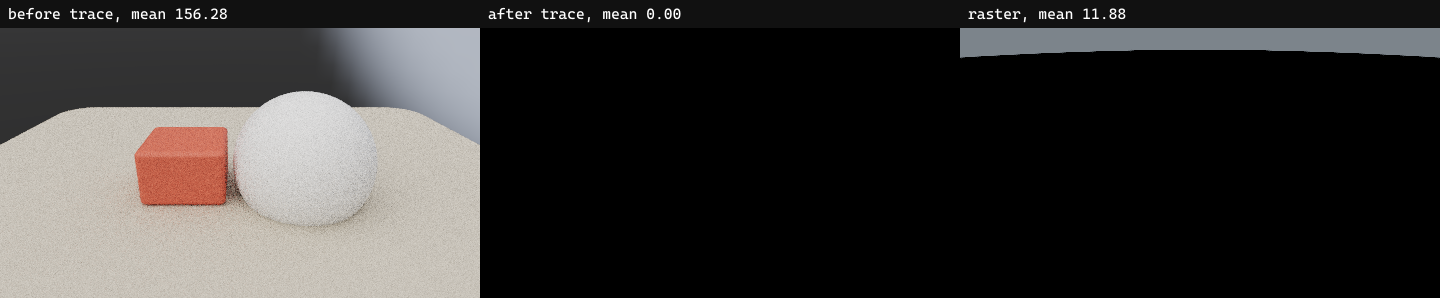 before trace, mean 156.28
after trace, mean 0.00
raster, mean 11.88